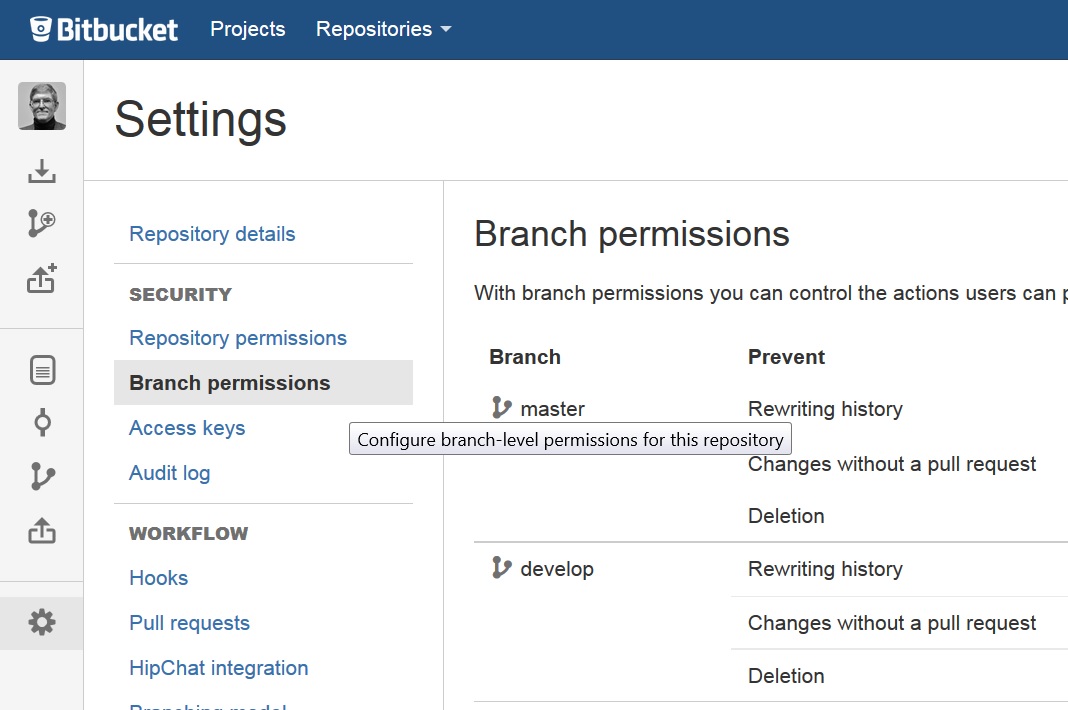 Bitbucket Projects Repositories
Settings
Repository details
SECURITY
Repository permissions
Branch permissions
Access keys
Audit log
WORKFLOW
Hooks
Pull requests
HipChat integration
Branching model
Branch permissions
With branch permissions you can control the actions users can p
Branch Prevent
master Rewriting history
Configure branch-level permissions for this repository
Changes without a pull request
Deletion
develop Rewriting history
Changes without a pull request
Deletion